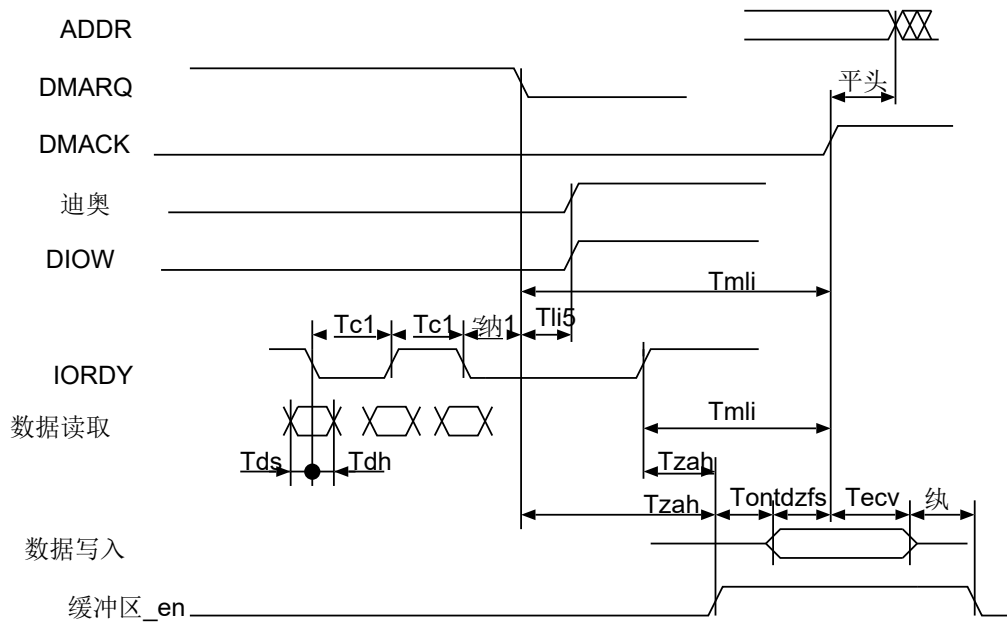 ADDR
DMARQ
平头
DMACK
迪奥
DIOW
Tmli
Tc1
Tc1
纳1
Tli5
IORDY
Tmli
数据读取
Tds
Tdh
Tzah
Tzah
Tontdzfs
Tecv
纨
数据写入
缓冲区_en